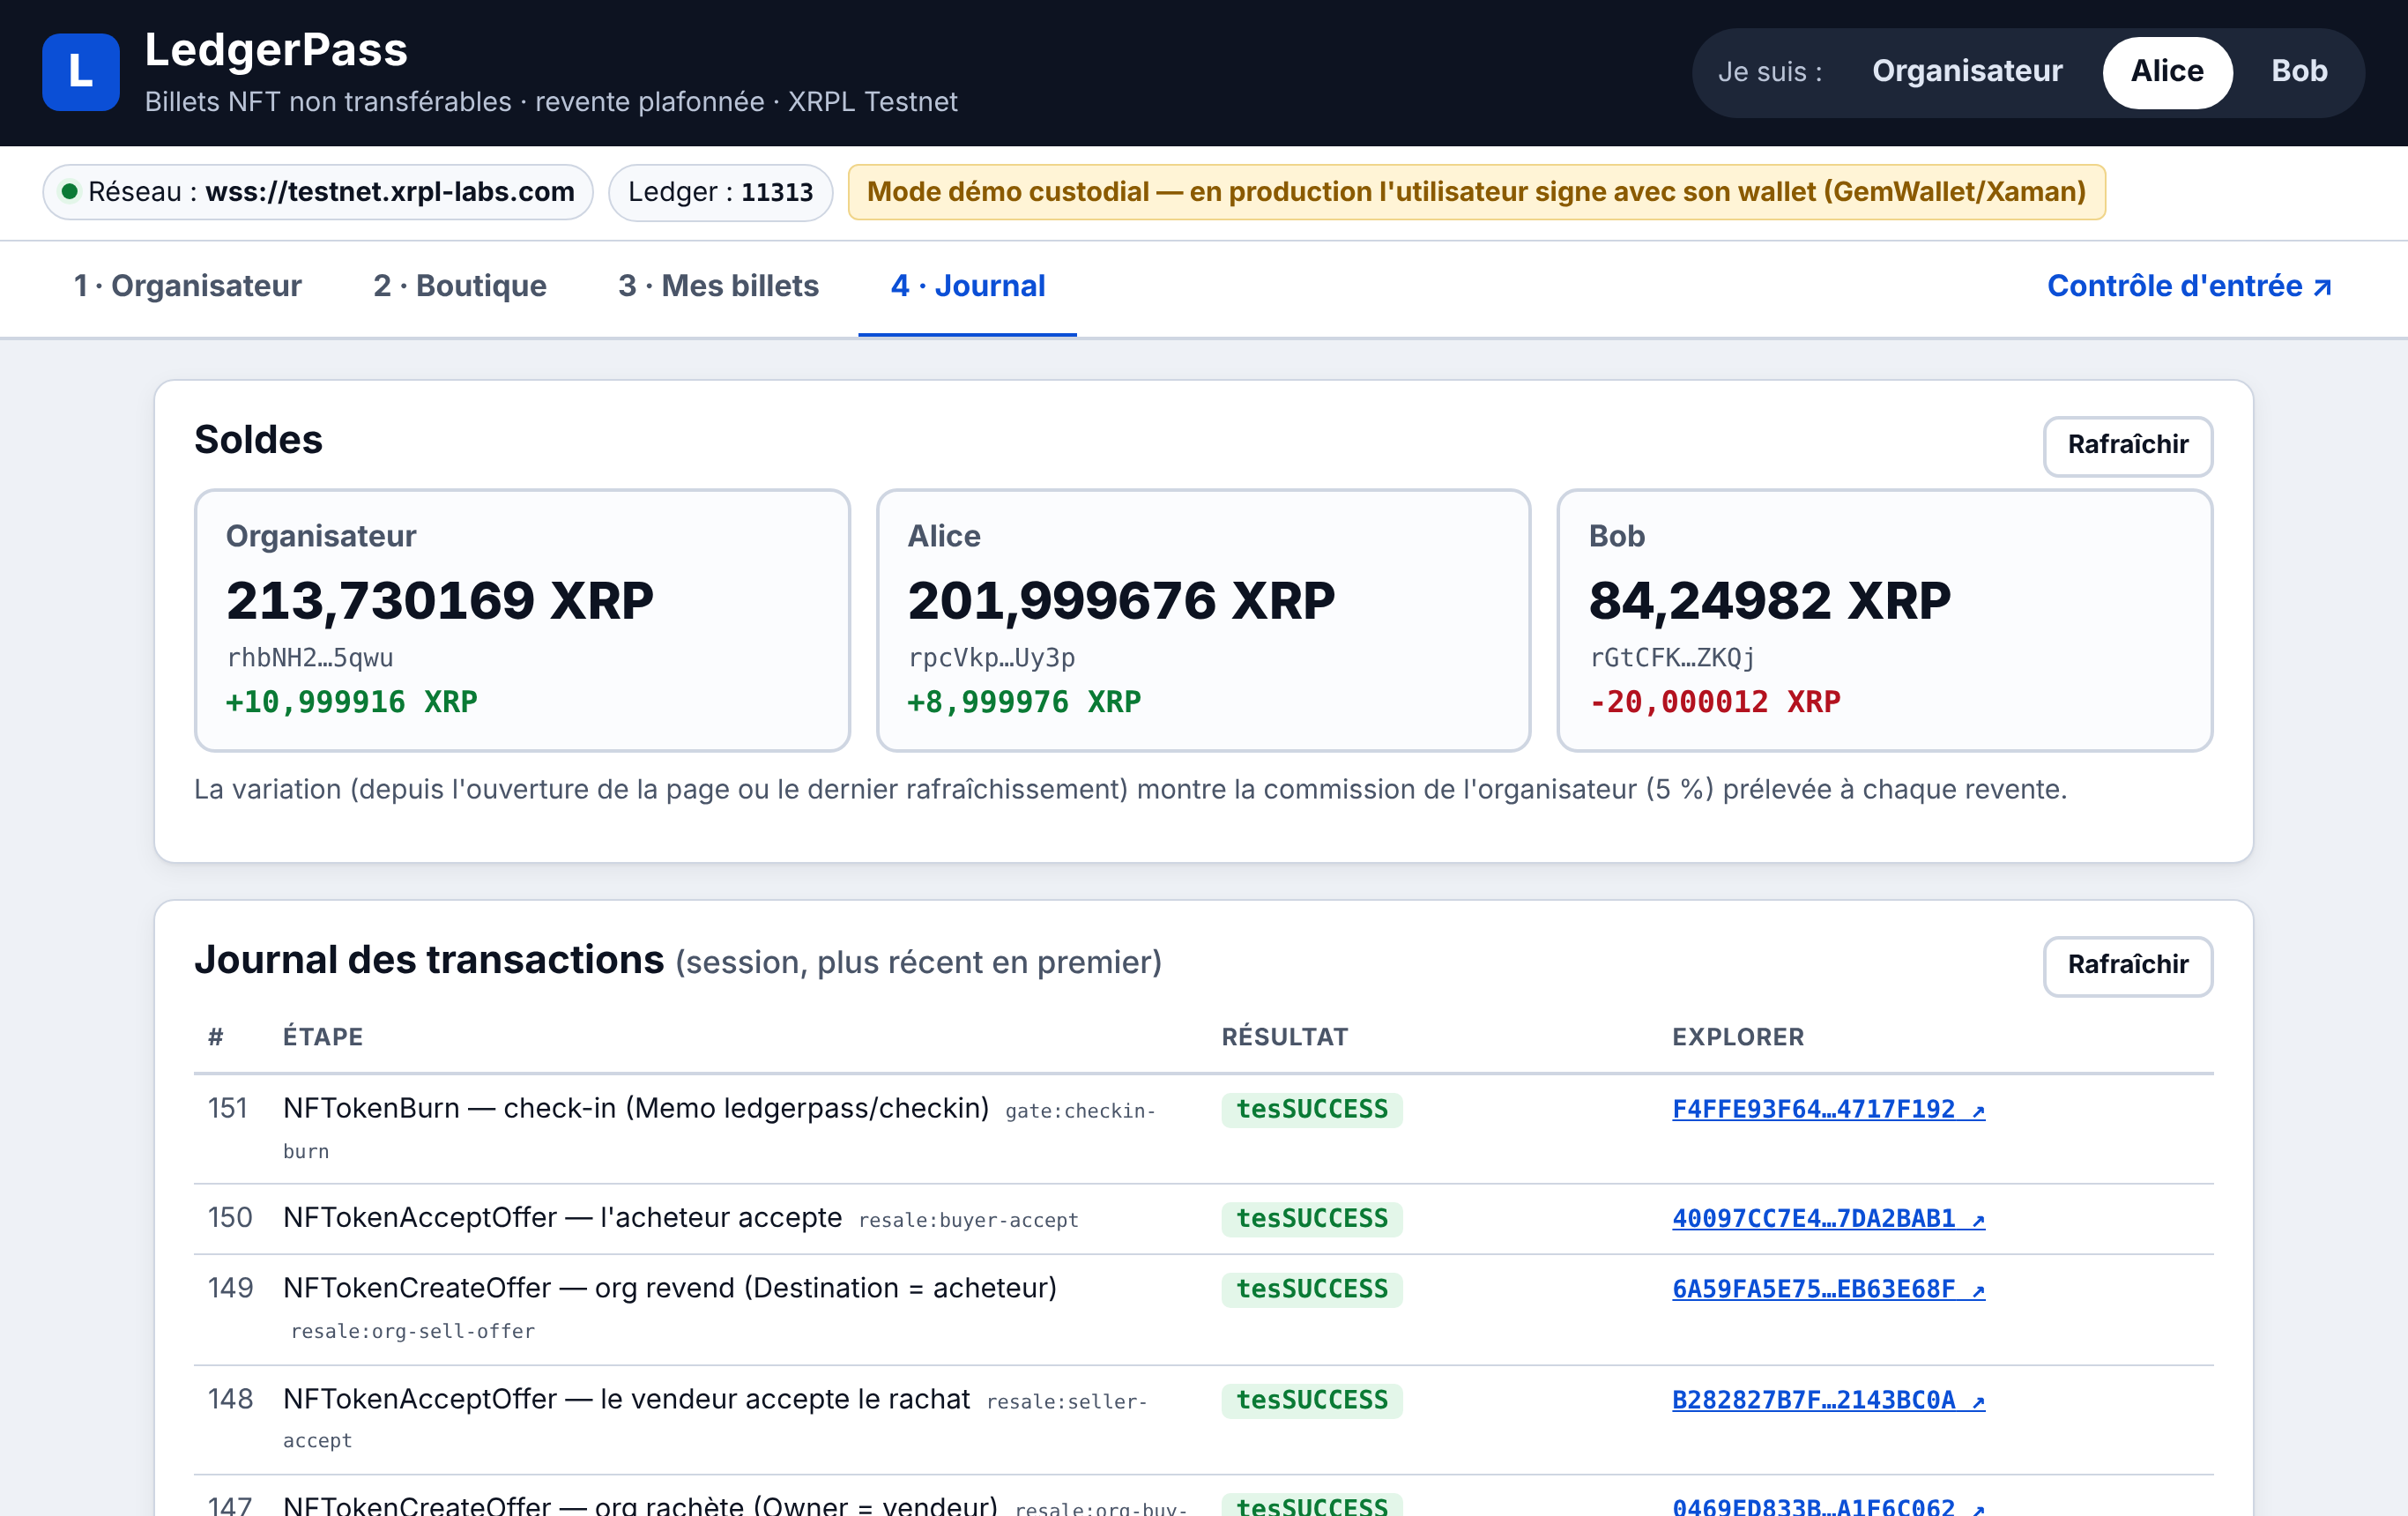 L
LedgerPass
Billets NFT non transférables · revente plafonnée · XRPL Testnet
Je suis : Organisateur Alice Bob
Réseau : wss://testnet.xrpl-labs.com Ledger : 11313 Mode démo custodial — en production l'utilisateur signe avec son wallet (GemWallet/Xaman)
1 · Organisateur 2 · Boutique 3 · Mes billets 4 · Journal Contrôle d'entrée ↗
Soldes Rafraîchir
Organisateur Alice Bob
213,730169 XRP 201,999676 XRP 84,24982 XRP
rhbNH2…5qwu rpcVkp…Uy3p rGtCFK…ZKQj
+10,999916 XRP +8,999976 XRP -20,000012 XRP
La variation (depuis l'ouverture de la page ou le dernier rafraîchissement) montre la commission de l'organisateur (5 %) prélevée à chaque revente.
Journal des transactions (session, plus récent en premier) Rafraîchir
# ÉTAPE RÉSULTAT EXPLORER
151 NFTokenBurn — check-in (Memo ledgerpass/checkin) gate:checkin- tesSUCCESS F4FFE93F64…4717F192 ↗
burn
150 NFTokenAcceptOffer — l'acheteur accepte resale:buyer-accept tesSUCCESS 40097CC7E4…7DA2BAB1 ↗
149 NFTokenCreateOffer — org revend (Destination = acheteur) tesSUCCESS 6A59FA5E75…EB63E68F ↗
resale:org-sell-offer
148 NFTokenAcceptOffer — le vendeur accepte le rachat resale:seller- tesSUCCESS B282827B7F…2143BC0A ↗
accept
147 NFTokenCreateOffer — org rachète (Owner = vendeur) resale:org-buy- tesSUCCESS 0469ED833B…A1F6C062 ↗